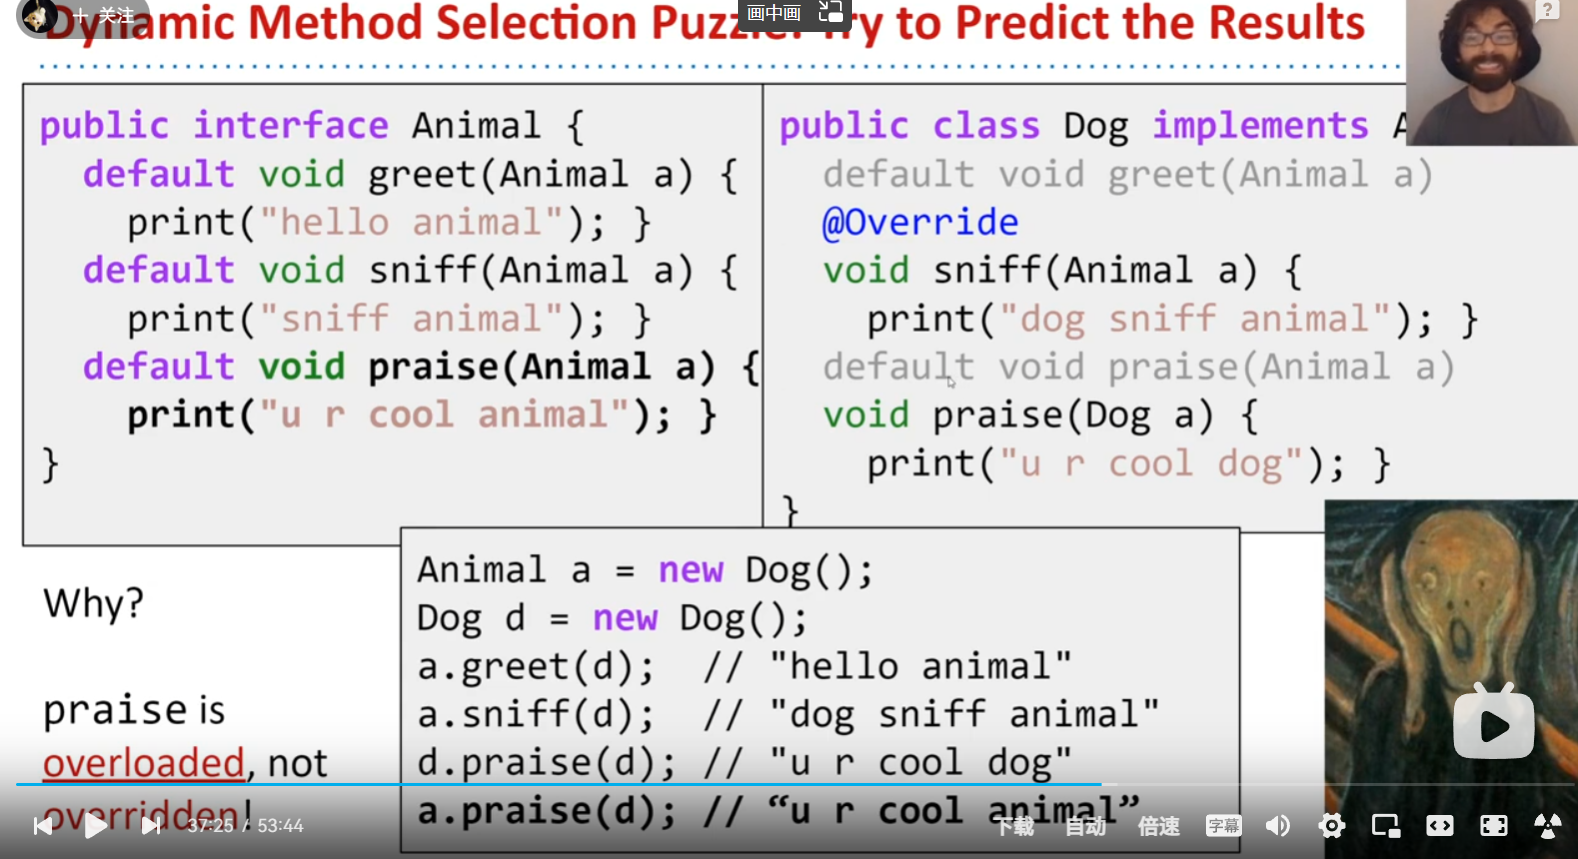 + 关注
画中画
Dynamic Method Selection Puzzle: Try to Predict the Results
?
public interface Animal {
default void greet(Animal a) {
print("hello animal"); }
default void sniff(Animal a) {
print("sniff animal"); }
default void praise(Animal a) {
print("u r cool animal"); }
}
public class Dog implements
default void greet(Animal a)
@Override
void sniff(Animal a) {
print("dog sniff animal"); }
default void praise(Animal a)
void praise(Dog a) {
print("u r cool dog"); }
}
Why?
praise is
overloaded, not
overridden!
Animal a = new Dog();
Dog d = new Dog();
a.greet(d); // "hello animal"
a.sniff(d); // "dog sniff animal"
d.praise(d); // "u r cool dog"
a.praise(d); // “u r cool animal”
37:25 / 53:44
下载 自动 倍速 字幕